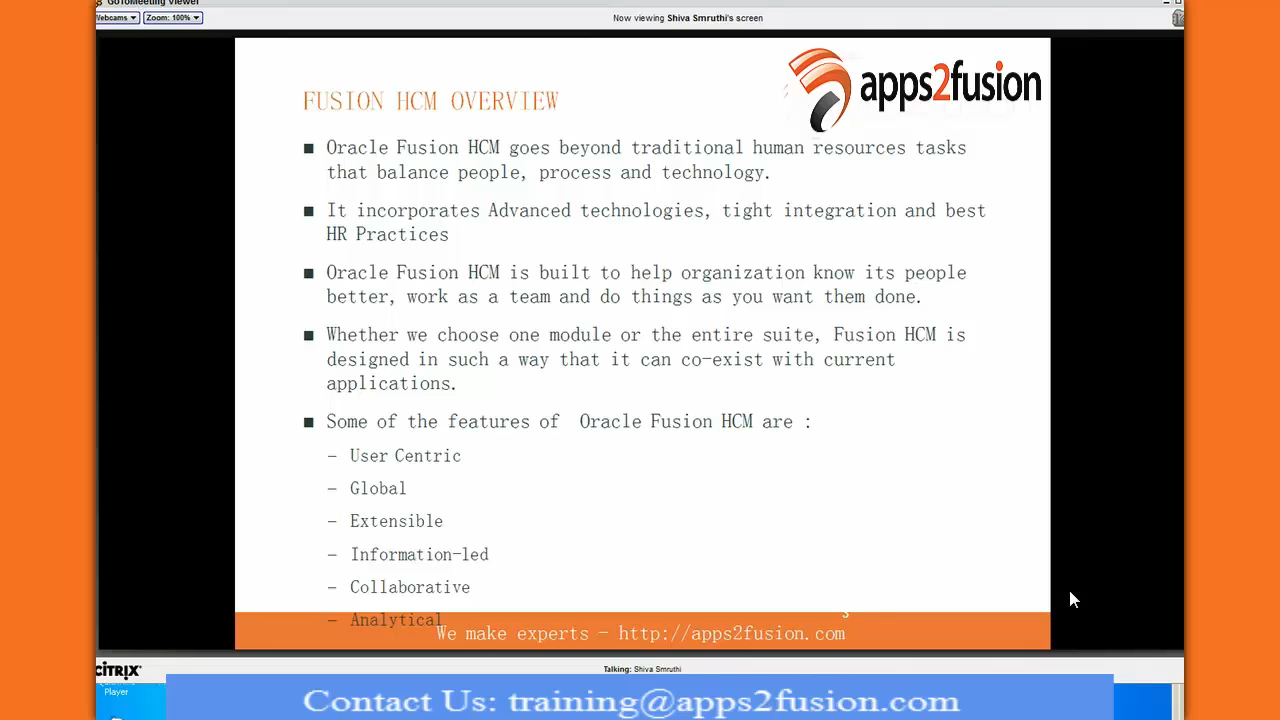 GoToMeeting Viewer
Webcams Zoom: 100% Now viewing Shiva Smruthi's screen
apps2fusion
FUSION HCM OVERVIEW
■ Oracle Fusion HCM goes beyond traditional human resources tasks
that balance people, process and technology.
■ It incorporates Advanced technologies, tight integration and best
HR Practices
■ Oracle Fusion HCM is built to help organization know its people
better, work as a team and do things as you want them done.
■ Whether we choose one module or the entire suite, Fusion HCM is
designed in such a way that it can co-exist with current
applications.
■ Some of the features of Oracle Fusion HCM are :
– User Centric
– Global
– Extensible
– Information-led
– Collaborative
– Analytical
3
We make experts – http://apps2fusion.com
CITRIX Talking: Shiva Smruthi
Player
Contact Us: training@apps2fusion.com